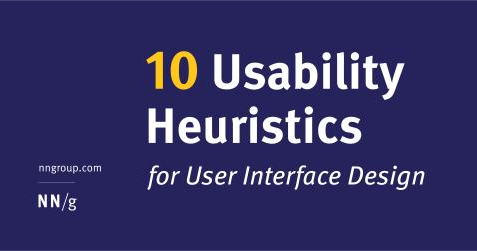 10 Usability
Heuristics
for User Interface Design
nngroup.com
NN/g